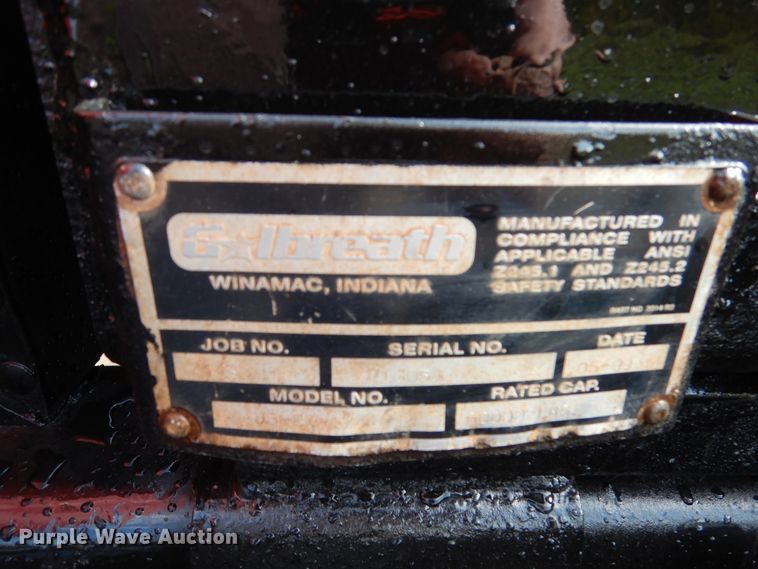 Galbreath
WINAMAC, INDIANA
MANUFACTURED IN
COMPLIANCE WITH
APPLICABLE ANSI
Z245.1 AND Z245.2
SAFETY STANDARDS
JOB NO.
SERIAL NO.
DATE
MODEL NO.
RATED CAP.
Purple Wave Auction